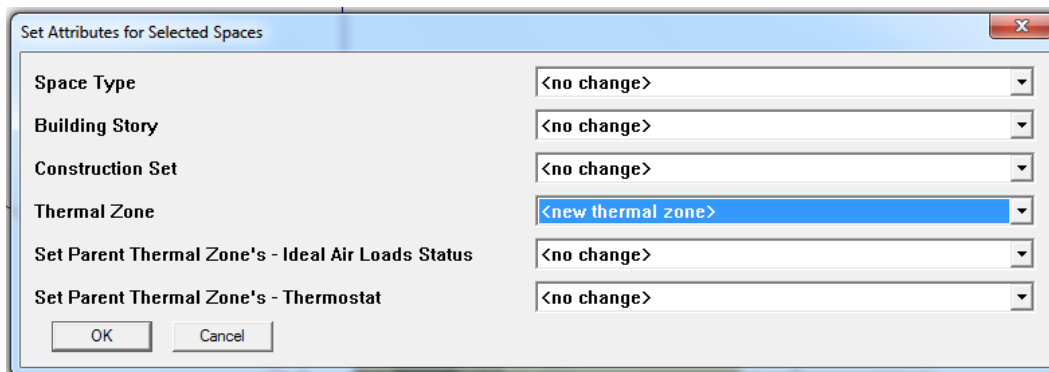 Set Attributes for Selected Spaces
Space Type <no change>
Building Story <no change>
Construction Set <no change>
Thermal Zone <new thermal zone>
Set Parent Thermal Zone's - Ideal Air Loads Status <no change>
Set Parent Thermal Zone's - Thermostat <no change>
OK Cancel